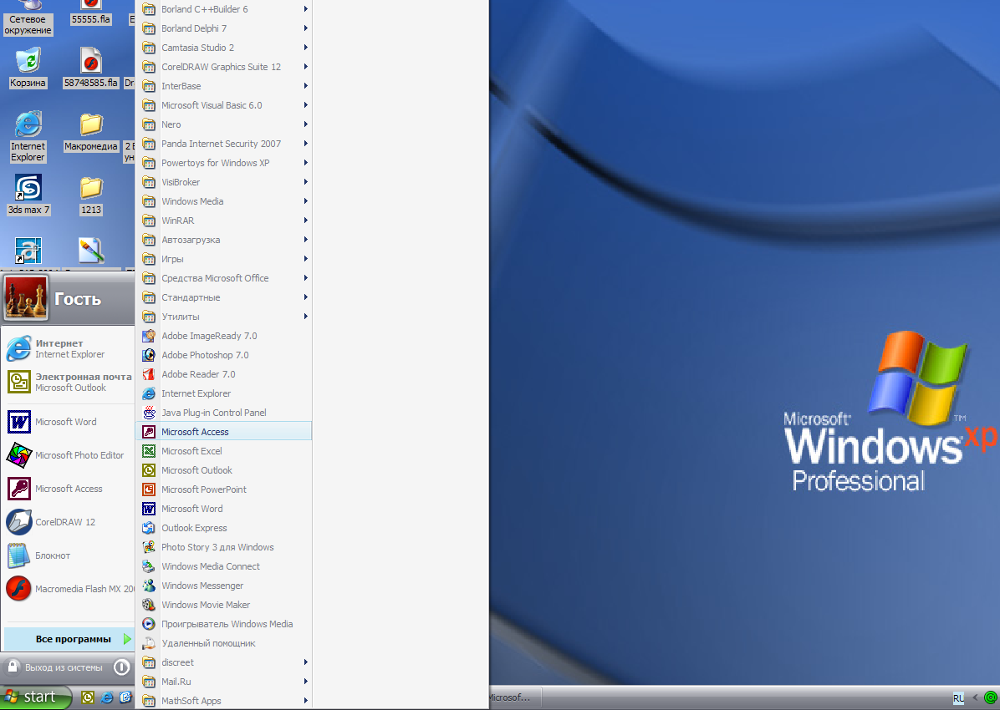 Сетевое
окружение
55555.fla
Корзина
58748585.fla
Internet
Explorer
Макромедиа
3ds max 7
1213
Гость
Интернет
Internet Explorer
Электронная почта
Microsoft Outlook
Microsoft Word
Microsoft Photo Editor
Microsoft Access
CorelDRAW 12
Блокнот
Macromedia Flash MX 200
Все программы
Выход из системы
start
Borland C++Builder 6
Borland Delphi 7
Camtasia Studio 2
CorelDRAW Graphics Suite 12
InterBase
Microsoft Visual Basic 6.0
Nero
Panda Internet Security 2007
Powertoys for Windows XP
VisiBroker
Windows Media
WinRAR
Автозагрузка
Игры
Средства Microsoft Office
Стандартные
Утилиты
Adobe ImageReady 7.0
Adobe Photoshop 7.0
Adobe Reader 7.0
Internet Explorer
Java Plug-in Control Panel
Microsoft Access
Microsoft Excel
Microsoft Outlook
Microsoft PowerPoint
Microsoft Word
Outlook Express
Photo Story 3 для Windows
Windows Media Connect
Windows Messenger
Windows Movie Maker
Проигрыватель Windows Media
Удаленный помощник
discreet
Mail.Ru
MathSoft Apps
Microsoft
Windows xp
Professional
Microsof...
RU